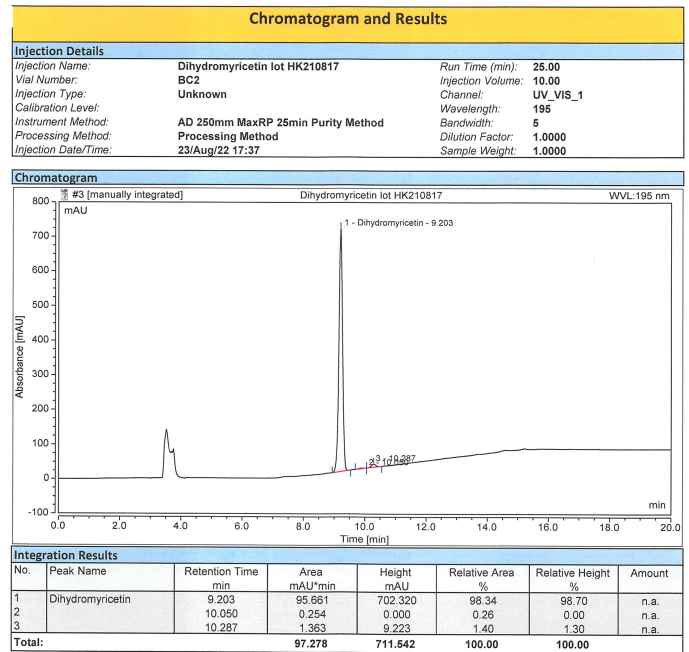 Chromatogram and Results
Injection Details
Injection Name: Dihydromyricetin lot HK210817 Run Time (min): 25.00
Vial Number: BC2 Injection Volume: 10.00
Injection Type: Unknown Channel: UV_VIS_1
Calibration Level: Wavelength: 195
Instrument Method: AD 250mm MaxRP 25min Purity Method Bandwidth: 5
Processing Method: Processing Method Dilution Factor: 1.0000
Injection Date/Time: 23/Aug/22 17:37 Sample Weight: 1.0000
Chromatogram
#3 [manually integrated] Dihydromyricetin lot HK210817 WVL:195 nm
800
mAU
1 - Dihydromyricetin - 9.203
700
600
500
400
300
200
100
0
-100
Absorbance [mAU]
3 - 10.287
2 - 10.050
min
0.0 2.0 4.0 6.0 8.0 10.0 12.0 14.0 16.0 18.0 20.0
Time [min]
Integration Results
No. Peak Name Retention Time Area Height Relative Area Relative Height Amount
min mAU*min mAU % %
1 Dihydromyricetin 9.203 95.661 702.320 98.34 98.70 n.a.
2 10.050 0.254 0.000 0.26 0.00 n.a.
3 10.287 1.363 9.223 1.40 1.30 n.a.
Total: 97.278 711.542 100.00 100.00